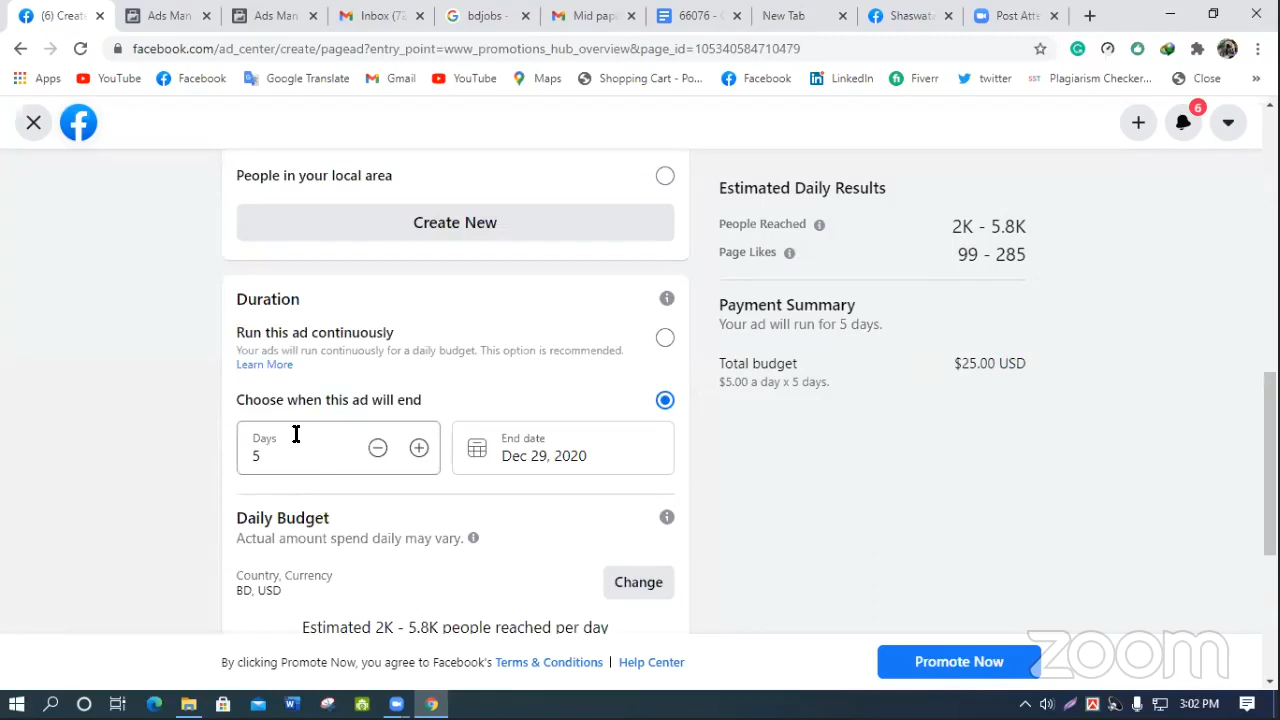 (6) Creat
Ads Man
Ads Man
Inbox (7
bdjobs -
Mid pap
66076 - 
New Tab
Shaswat
Post Atte
facebook.com/ad_center/create/pagead?entry_point=www_promotions_hub_overview&page_id=105340584710479
Apps
YouTube
Facebook
Google Translate
Gmail
YouTube
Maps
Shopping Cart - Po...
Facebook
LinkedIn
Fiverr
twitter
SST
Plagiarism Checker...
Close
»
6
People in your local area
Create New
Duration
Run this ad continuously
Your ads will run continuously for a daily budget. This option is recommended.
Learn More
Choose when this ad will end
Days
5
End date
Dec 29, 2020
Daily Budget
Actual amount spend daily may vary.
Country, Currency
BD, USD
Change
Estimated 2K - 5.8K people reached per day
Estimated Daily Results
People Reached 2K - 5.8K
Page Likes 99 - 285
Payment Summary
Your ad will run for 5 days.
Total budget $25.00 USD
$5.00 a day x 5 days.
By clicking Promote Now, you agree to Facebook's Terms & Conditions | Help Center
Promote Now
zoom
3:02 PM